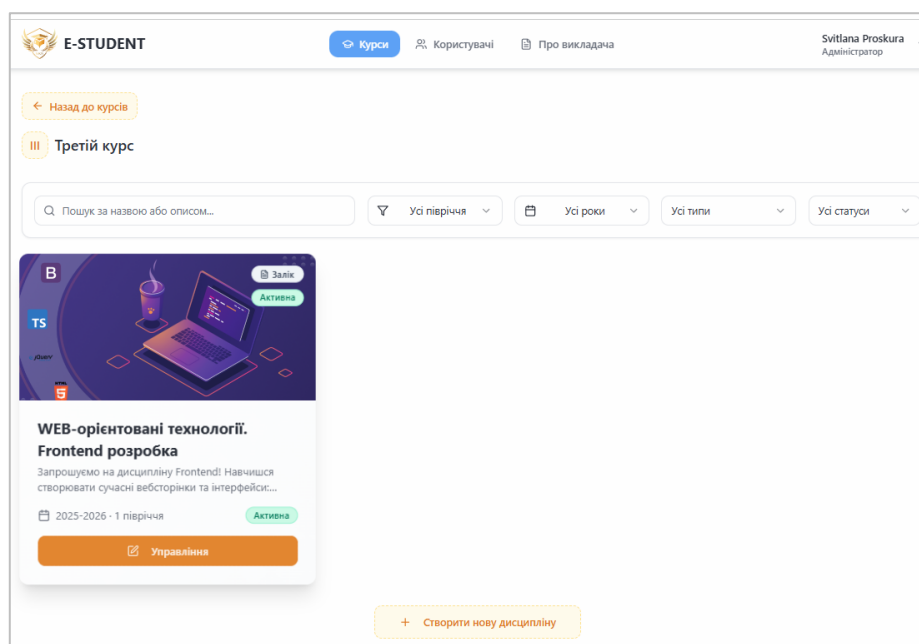 E-STUDENT
Курси
Користувачі
Про викладача
Svitlana Proskura
Адміністратор
Назад до курсів
III
Третій курс
Пошук за назвою або описом...
Усі півріччя
Усі роки
Усі типи
Усі статуси
B
Залік
Активна
TS
jQuery
HTML
5
WEB-орієнтовані технології.
Frontend розробка
Запрошуємо на дисципліну Frontend! Навчишся
створювати сучасні вебсторінки та інтерфейси:...
2025-2026 · 1 півріччя
Активна
Управління
+ Створити нову дисципліну